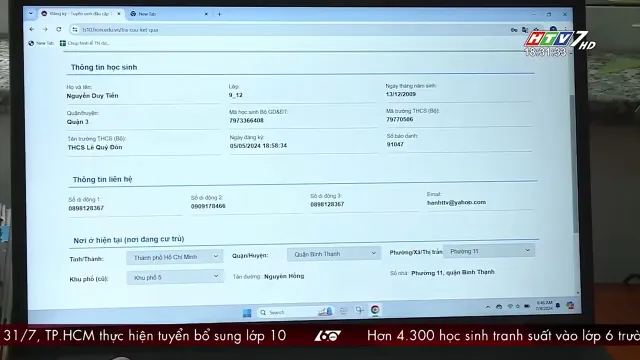 Đăng ký - Tuyển sinh đầu cấp
New Tab
ts10.hcm.edu.vn/tra-cuu-ket-qua
New Tab
HTV7 HD
18:31:33
Thông tin học sinh
Họ và tên: Lớp: Ngày tháng năm sinh:
Nguyễn Duy Tiến 9_12 13/12/2009
Quận/huyện: Mã học sinh Bộ GD&ĐT: Mã trường THCS (Bộ):
Quận 3 7973366408 79770506
Tên trường THCS (Bộ): Ngày đăng ký: Số báo danh:
THCS Lê Quý Đôn 05/05/2024 18:58:34 91047
Thông tin liên hệ
Số di động 1: Số di động 2: Số di động 3: Email:
0898128367 0909178466 0898128367 hanhttv@yahoo.com
Nơi ở hiện tại (nơi đang cư trú)
Tỉnh/Thành: Thành phố Hồ Chí Minh Quận/Huyện: Quận Bình Thạnh Phường/Xã/Thị trấn Phường 11
Khu phố (cũ): Khu phố 5 Tên đường: Nguyên Hồng Số nhà: Phường 11, quận Bình Thạnh
Search
31/7, TP.HCM thực hiện tuyển bổ sung lớp 10 60 Hơn 4.300 học sinh tranh suất vào lớp 6 trườ